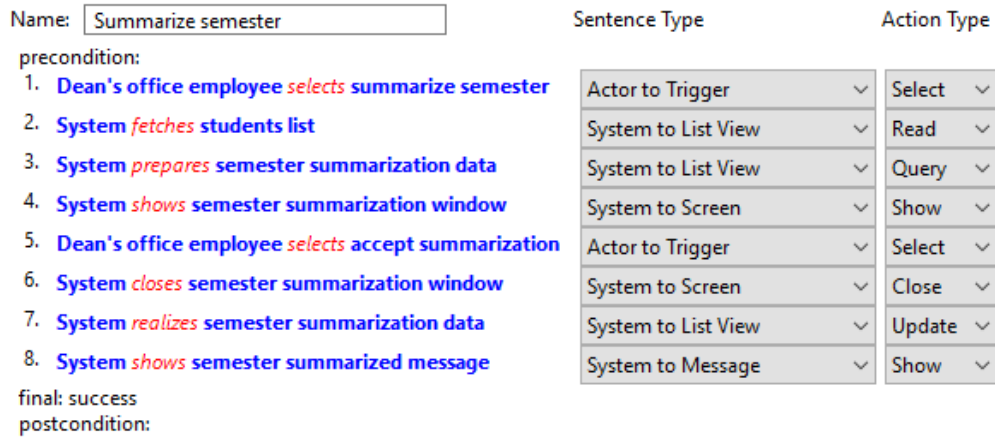 Name: Summarize semester Sentence Type Action Type
precondition:
1. Dean's office employee selects summarize semester Actor to Trigger Select
2. System fetches students list System to List View Read
3. System prepares semester summarization data System to List View Query
4. System shows semester summarization window System to Screen Show
5. Dean's office employee selects accept summarization Actor to Trigger Select
6. System closes semester summarization window System to Screen Close
7. System realizes semester summarization data System to List View Update
8. System shows semester summarized message System to Message Show
final: success
postcondition: